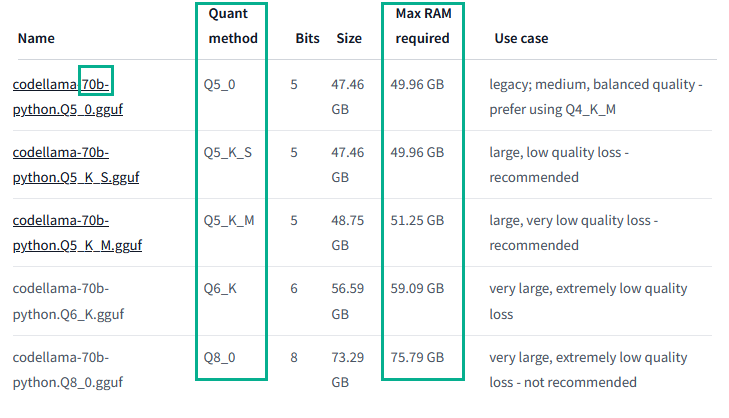 Name Quant method Bits Size Max RAM required Use case
codellama-70b-python.Q5_0.gguf Q5_0 5 47.46 GB 49.96 GB legacy; medium, balanced quality - prefer using Q4_K_M
codellama-70b-python.Q5_K_S.gguf Q5_K_S 5 47.46 GB 49.96 GB large, low quality loss - recommended
codellama-70b-python.Q5_K_M.gguf Q5_K_M 5 48.75 GB 51.25 GB large, very low quality loss - recommended
codellama-70b-python.Q6_K.gguf Q6_K 6 56.59 GB 59.09 GB very large, extremely low quality loss
codellama-70b-python.Q8_0.gguf Q8_0 8 73.29 GB 75.79 GB very large, extremely low quality loss - not recommended